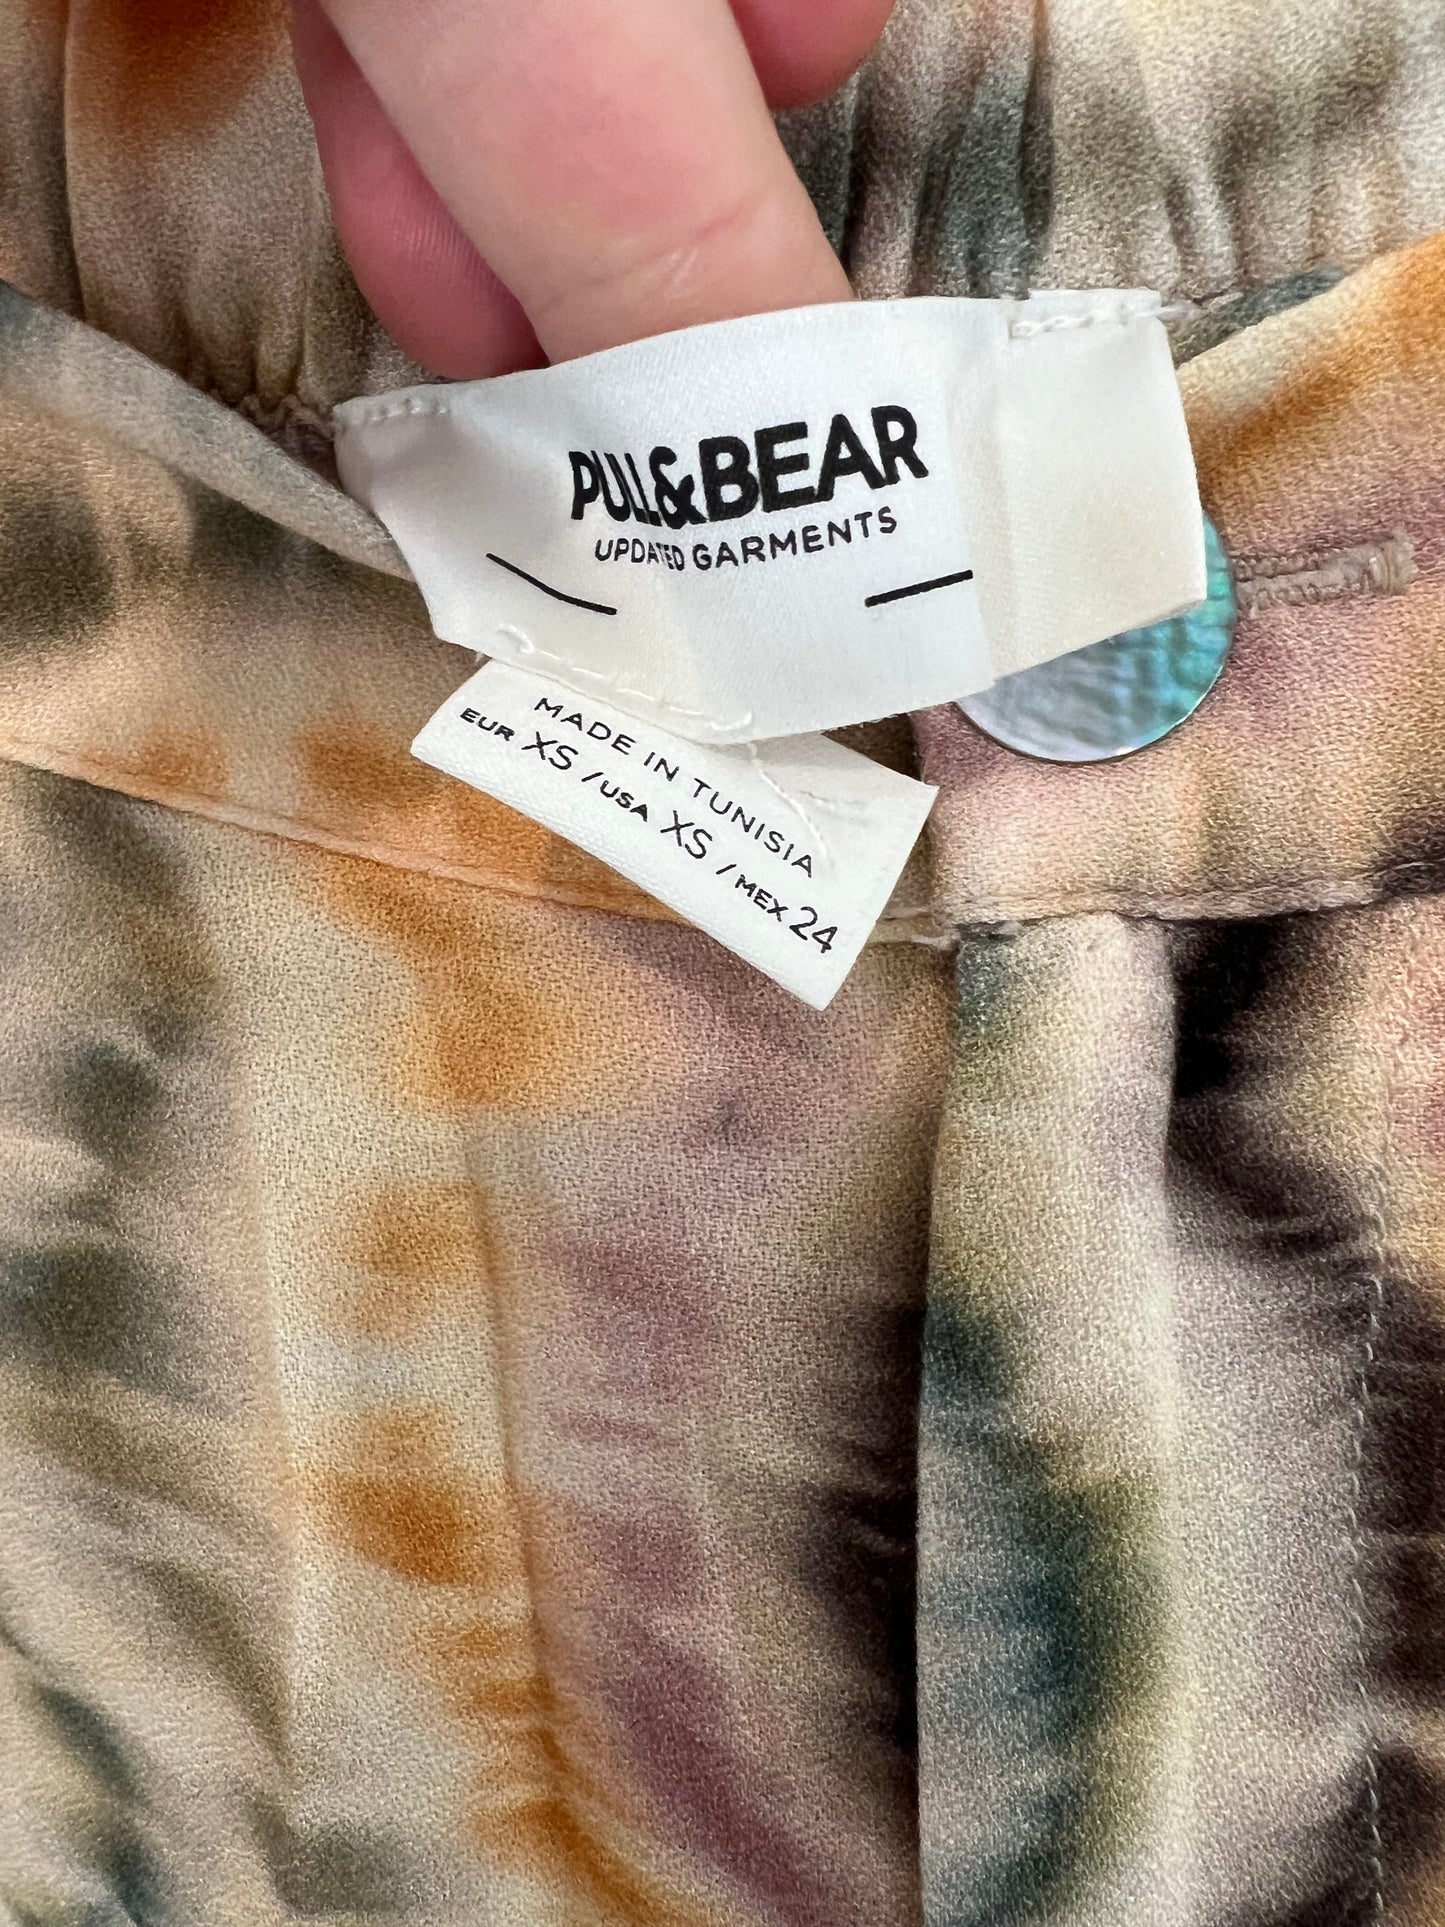 PULL&BEAR
UPDATED GARMENTS
MADE IN TUNISIA
EUR XS / USA XS / MEX 24